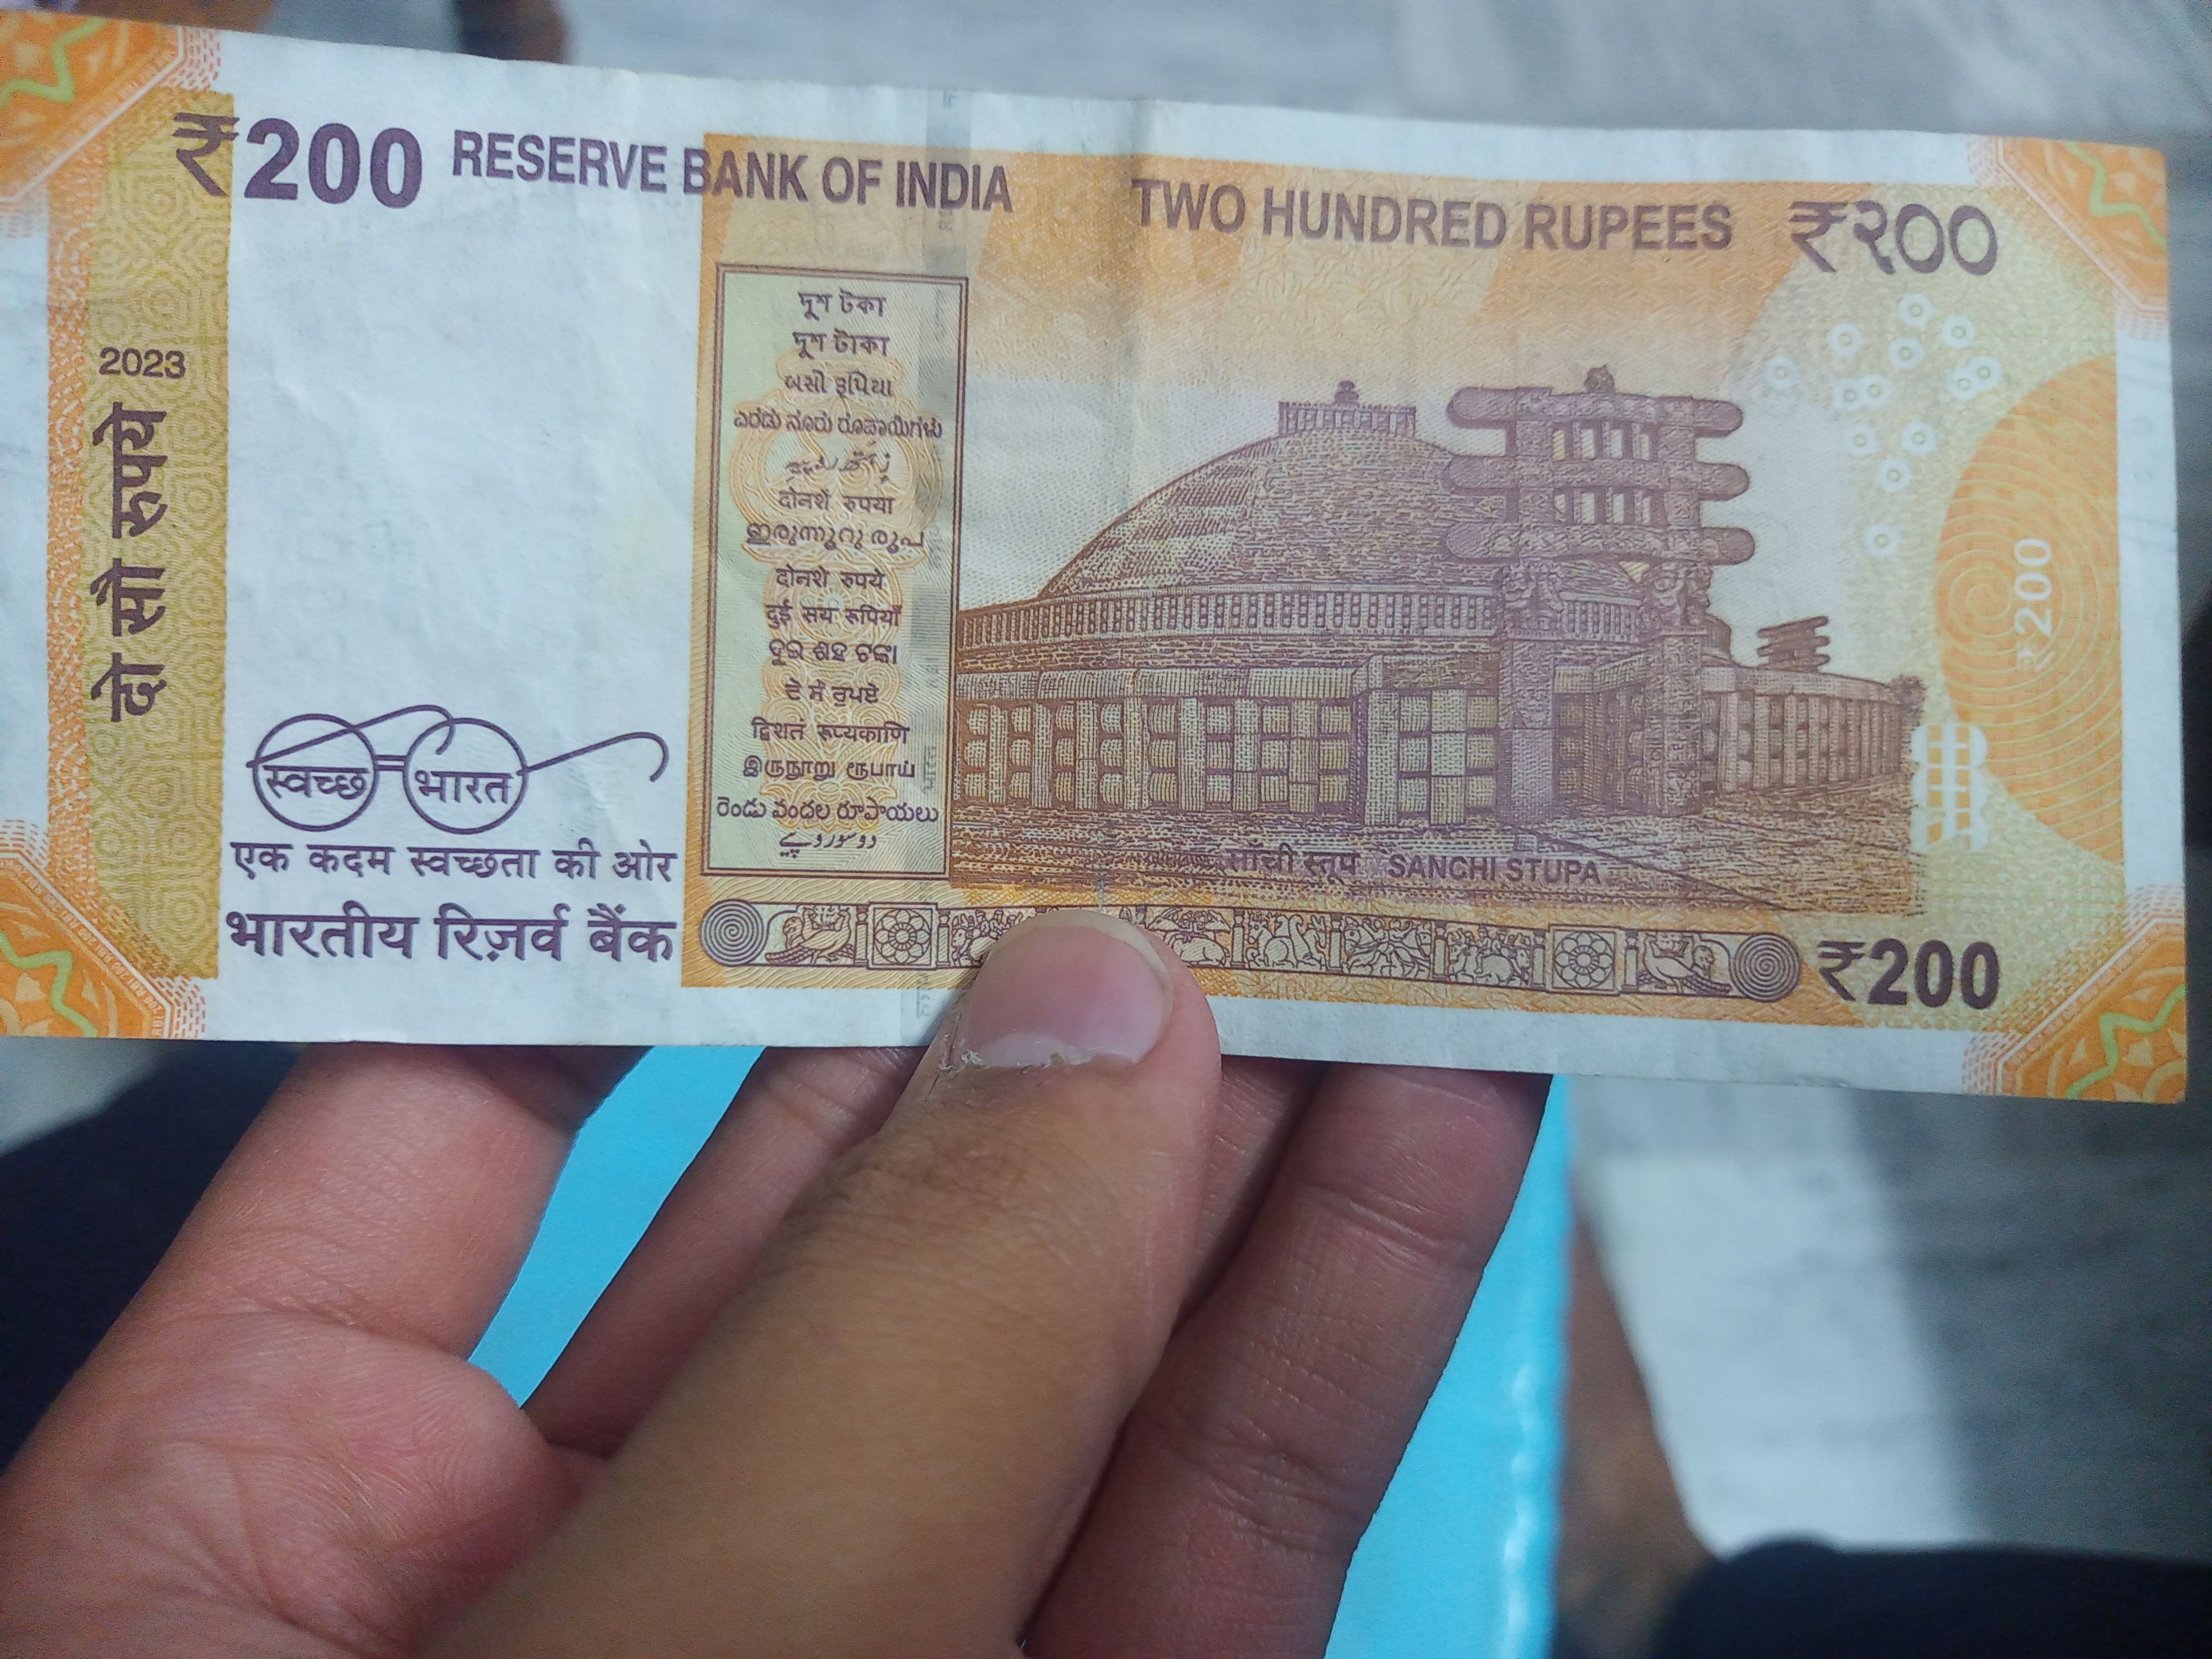 ₹200 RESERVE BANK OF INDIA TWO HUNDRED RUPEES ₹२००
2023
दो सौ रुपये
দুশ টকা
দুশ টাকা
બસો રૂપિયા
ಎರಡು ನೂರು ರೂಪಾಯಿಗಳು
दोनशें रुपया
ഇരുന്നൂറു രൂപ
दोनशे रुपये
दुई सय रुपियाँ
ଦୁଇ ଶହ ଟଙ୍କା
ਦੋ ਸੌ ਰੁਪਏ
द्विशतं रूप्यकाणि
இருநூறு ரூபாய்
రెండు వందల రూపాయలు
دو سو روپے
₹200
साँची स्तूप SANCHI STUPA
स्वच्छ भारत
एक कदम स्वच्छता की ओर
भारतीय रिज़र्व बैंक
₹200